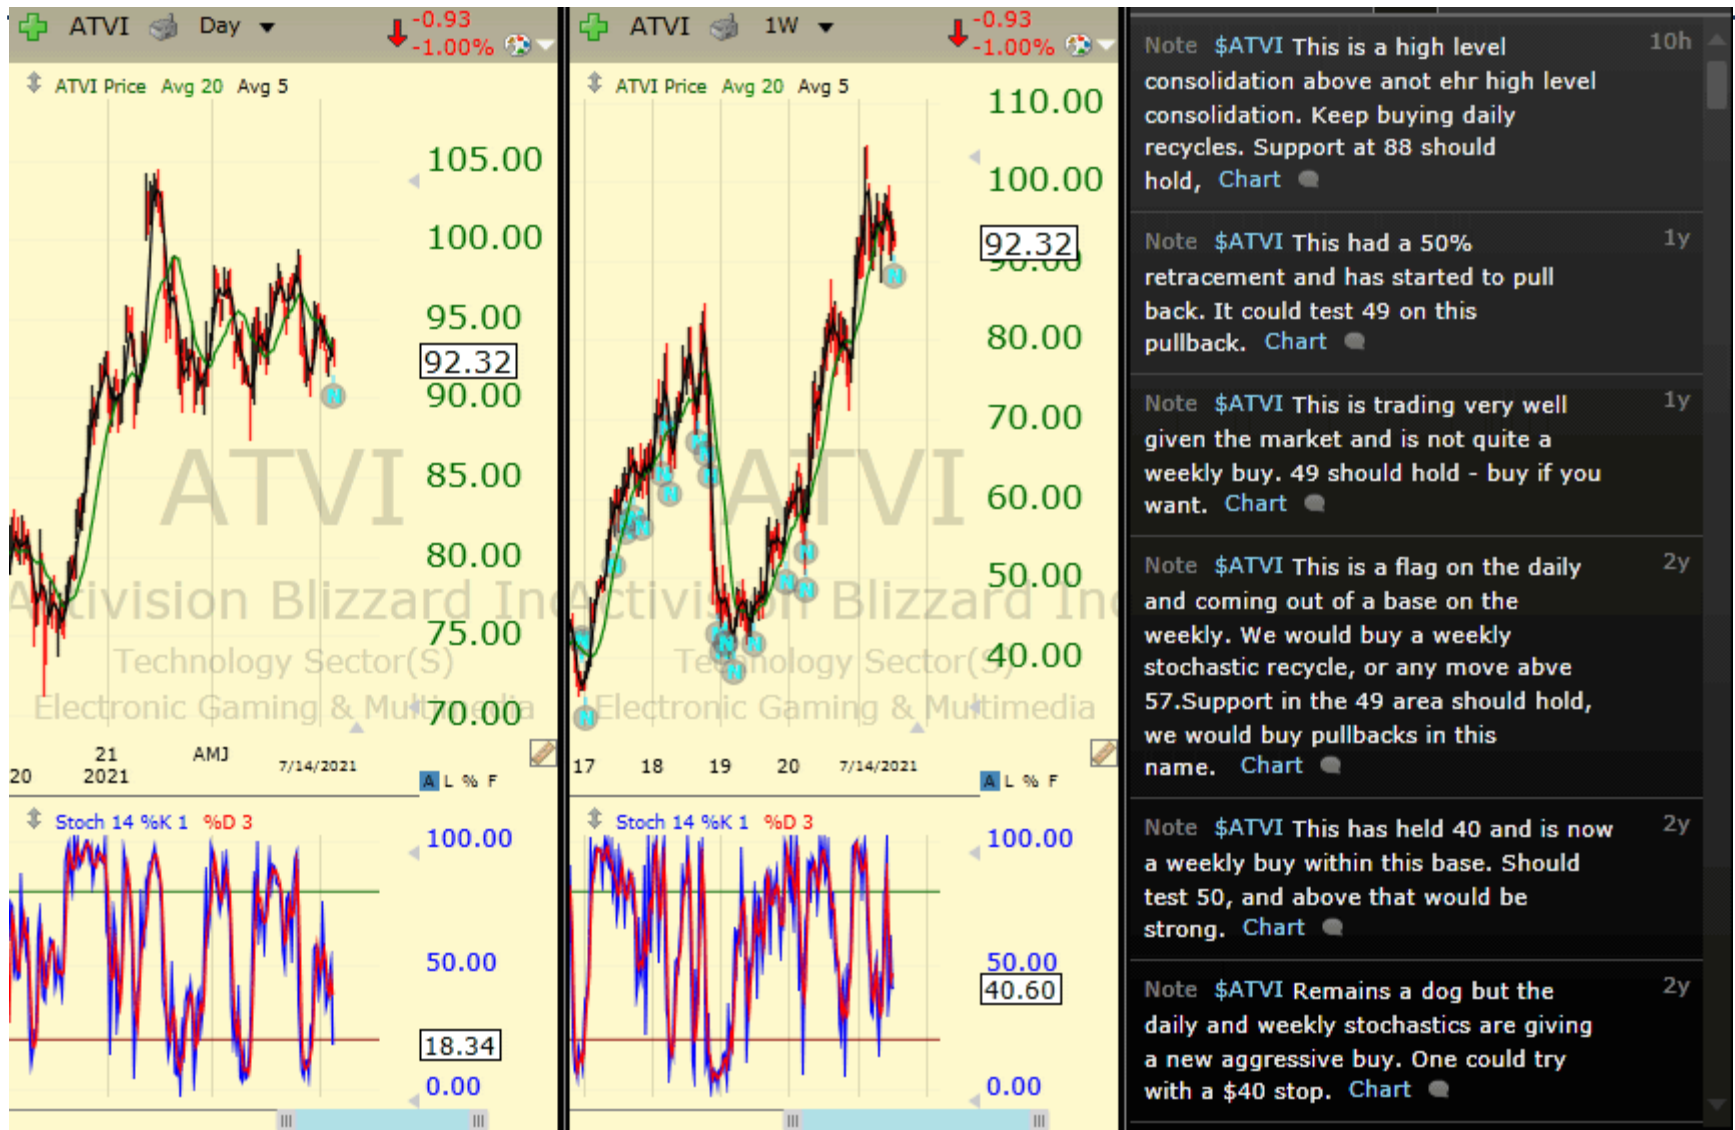 ATVI Day
-0.93
-1.00%
ATVI Price Avg 20 Avg 5
105.00
100.00
95.00
92.32
90.00
85.00
80.00
75.00
70.00
ATVI
Activision Blizzard Inc
Technology Sector(S)
Electronic Gaming & Multimedia
N
20
21
2021
AMJ
7/14/2021
A L % F
Stoch 14 %K 1 %D 3
100.00
50.00
18.34
0.00
ATVI 1W
-0.93
-1.00%
ATVI Price Avg 20 Avg 5
110.00
100.00
92.32
90.00
80.00
70.00
60.00
50.00
40.00
ATVI
Activision Blizzard Inc
Technology Sector(S)
Electronic Gaming & Multimedia
N
17 18 19 20 7/14/2021
A L % F
Stoch 14 %K 1 %D 3
100.00
50.00
40.60
0.00
Note $ATVI This is a high level 10h
consolidation above anot ehr high level
consolidation. Keep buying daily
recycles. Support at 88 should
hold, Chart
Note $ATVI This had a 50% 1y
retracement and has started to pull
back. It could test 49 on this
pullback. Chart
Note $ATVI This is trading very well 1y
given the market and is not quite a
weekly buy. 49 should hold - buy if you
want. Chart
Note $ATVI This is a flag on the daily 2y
and coming out of a base on the
weekly. We would buy a weekly
stochastic recycle, or any move abve
57.Support in the 49 area should hold,
we would buy pullbacks in this
name. Chart
Note $ATVI This has held 40 and is now 2y
a weekly buy within this base. Should
test 50, and above that would be
strong. Chart
Note $ATVI Remains a dog but the 2y
daily and weekly stochastics are giving
a new aggressive buy. One could try
with a $40 stop. Chart